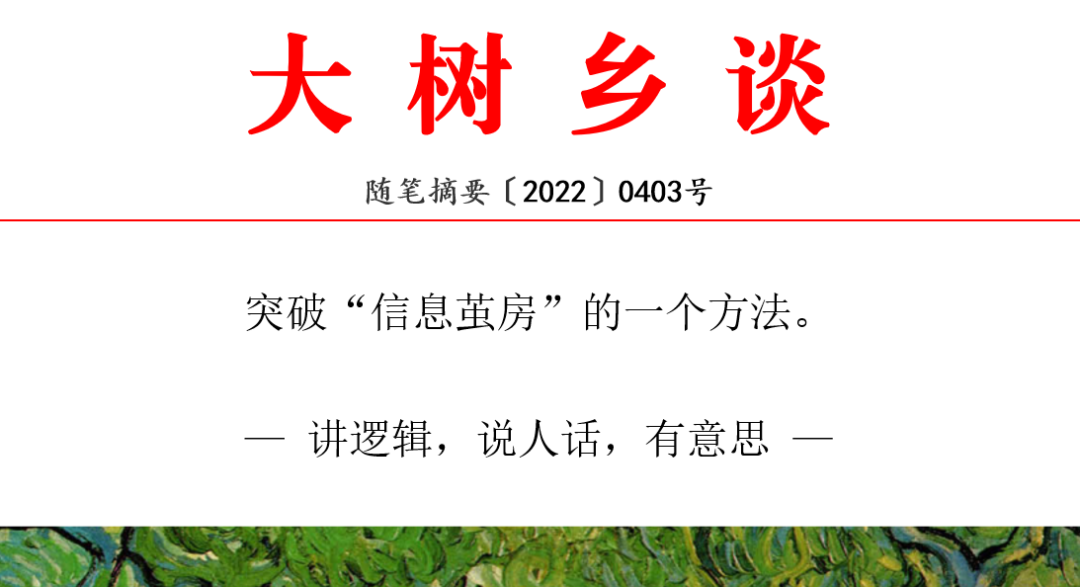 大树乡谈
随笔摘要〔2022〕0403号
突破“信息茧房”的一个方法。
— 讲逻辑，说人话，有意思 —